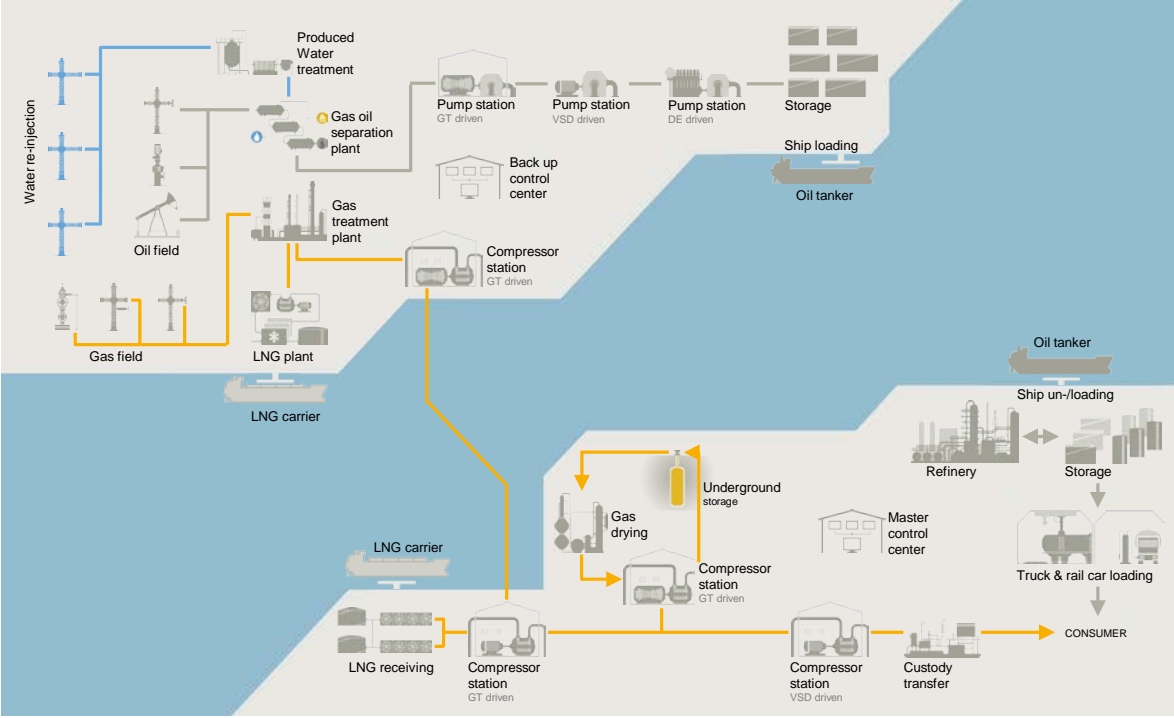 Produced
Water
treatment
Water re-injection
Gas oil
separation
plant
Pump station
GT driven
Pump station
VSD driven
Pump station
DE driven
Storage
Ship loading
Oil tanker
Back up
control
center
Oil field
Gas
treatment
plant
Compressor
station
GT driven
Gas field
LNG plant
LNG carrier
Oil tanker
Ship un-/loading
Refinery
Storage
Underground
storage
Gas
drying
Master
control
center
LNG carrier
Compressor
station
GT driven
Truck & rail car loading
CONSUMER
LNG receiving
Compressor
station
GT driven
Compressor
station
VSD driven
Custody
transfer